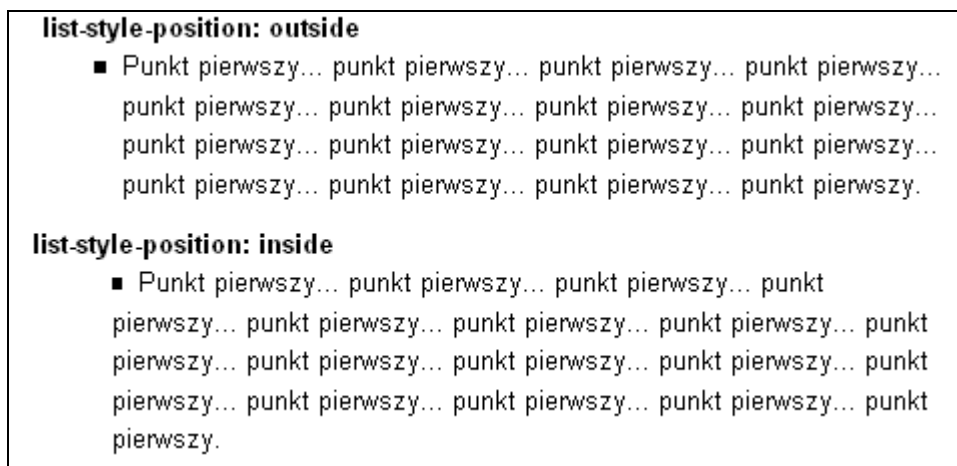 list-style-position: outside
■ Punkt pierwszy... punkt pierwszy... punkt pierwszy... punkt pierwszy...
punkt pierwszy... punkt pierwszy... punkt pierwszy... punkt pierwszy...
punkt pierwszy... punkt pierwszy... punkt pierwszy... punkt pierwszy...
punkt pierwszy... punkt pierwszy... punkt pierwszy... punkt pierwszy.
list-style-position: inside
■ Punkt pierwszy... punkt pierwszy... punkt pierwszy... punkt
pierwszy... punkt pierwszy... punkt pierwszy... punkt pierwszy... punkt
pierwszy... punkt pierwszy... punkt pierwszy... punkt pierwszy... punkt
pierwszy... punkt pierwszy... punkt pierwszy... punkt pierwszy... punkt
pierwszy.